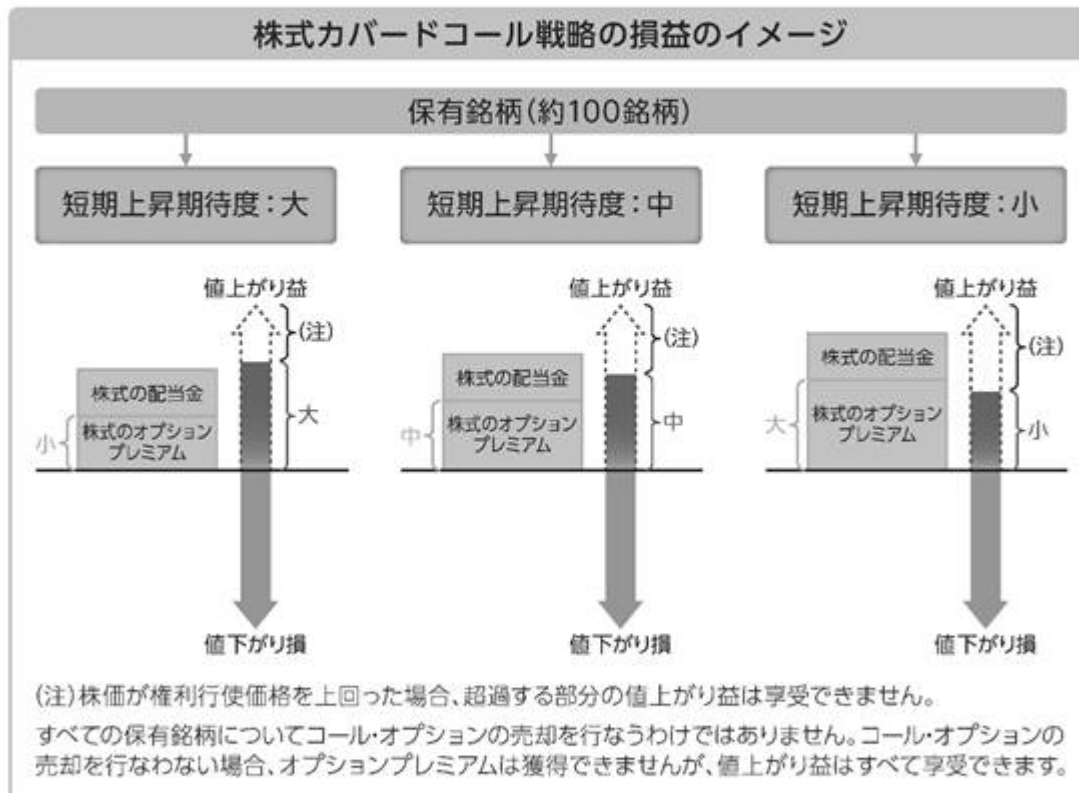 株式カバードコール戦略の損益のイメージ
保有銘柄(約100銘柄)
短期上昇期待度:大
短期上昇期待度:中
短期上昇期待度:小
値上がり益
(注)
株式の配当金
大
小
株式のオプション
プレミアム
値下がり損
値上がり益
(注)
株式の配当金
中
中
株式のオプション
プレミアム
値下がり損
値上がり益
(注)
株式の配当金
大
株式のオプション
プレミアム
小
値下がり損
(注)株価が権利行使価格を上回った場合、超過する部分の値上がり益は享受できません。
すべての保有銘柄についてコール・オプションの売却を行なうわけではありません。コール・オプションの
売却を行なわない場合、オプションプレミアムは獲得できませんが、値上がり益はすべて享受できます。